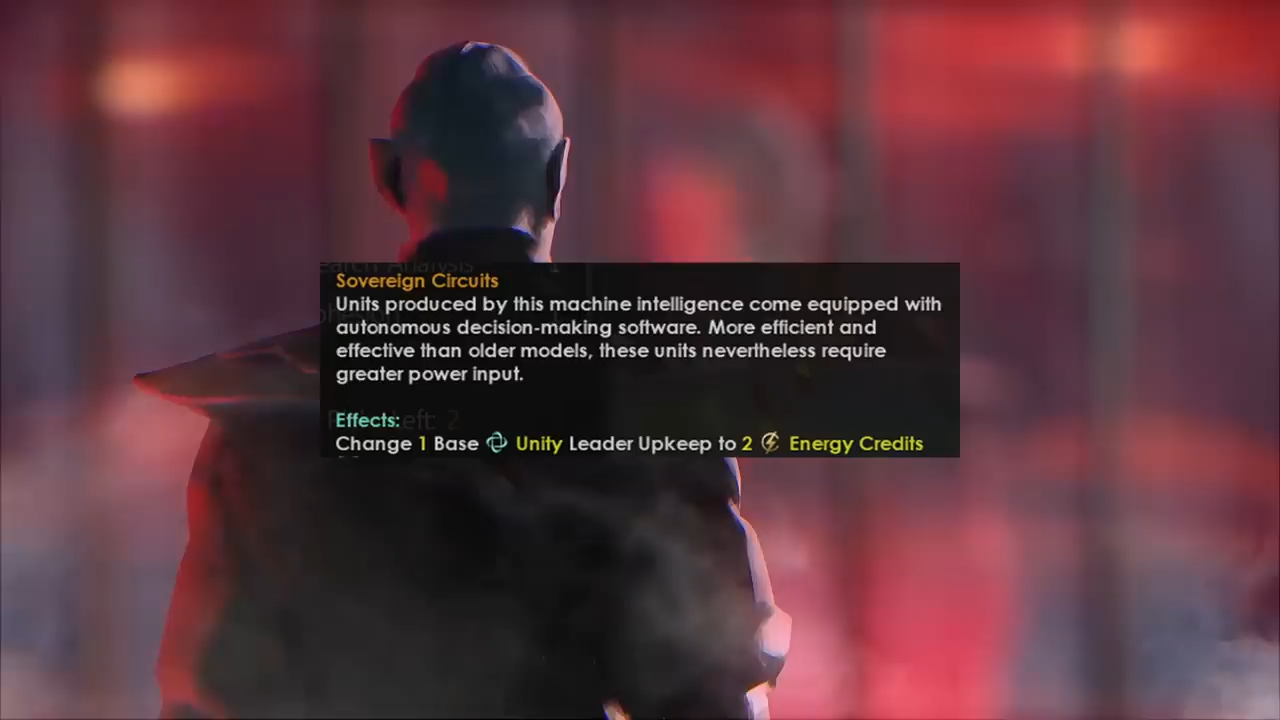 Sovereign Circuits
Units produced by this machine intelligence come equipped with
autonomous decision-making software. More efficient and
effective than older models, these units nevertheless require
greater power input.
Effects:
Change 1 Base Unity Leader Upkeep to 2 Energy Credits